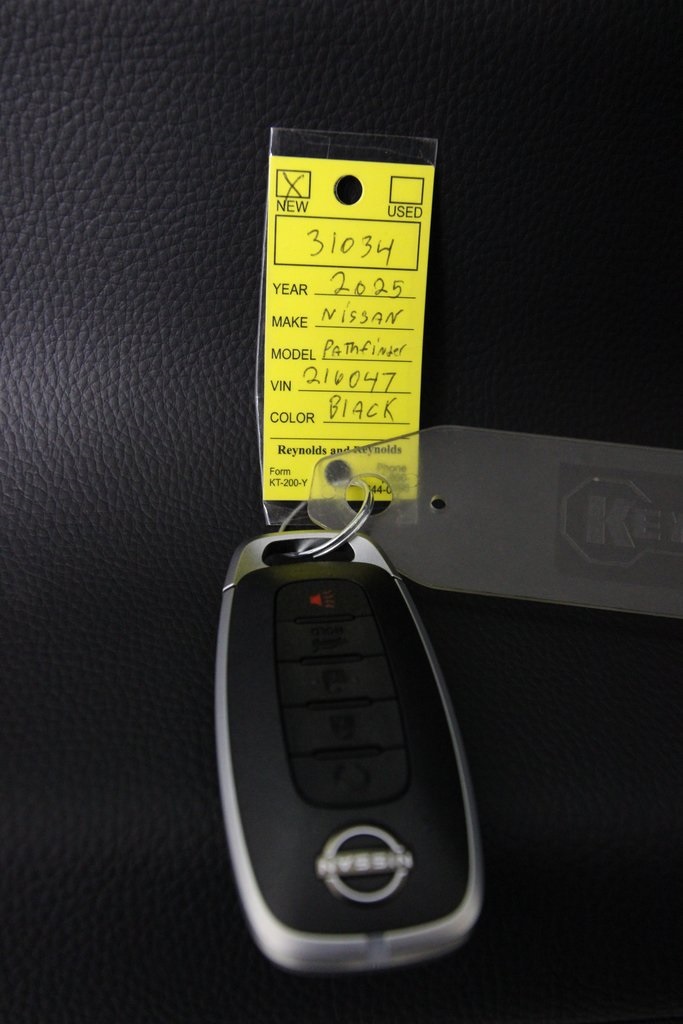 NEW
USED
31034
YEAR 2025
MAKE NISSAN
MODEL PAthfinder
VIN 216047
COLOR BlACK
Reynolds and Reynolds
Form
KT-200-Y
Phone
NISSAN